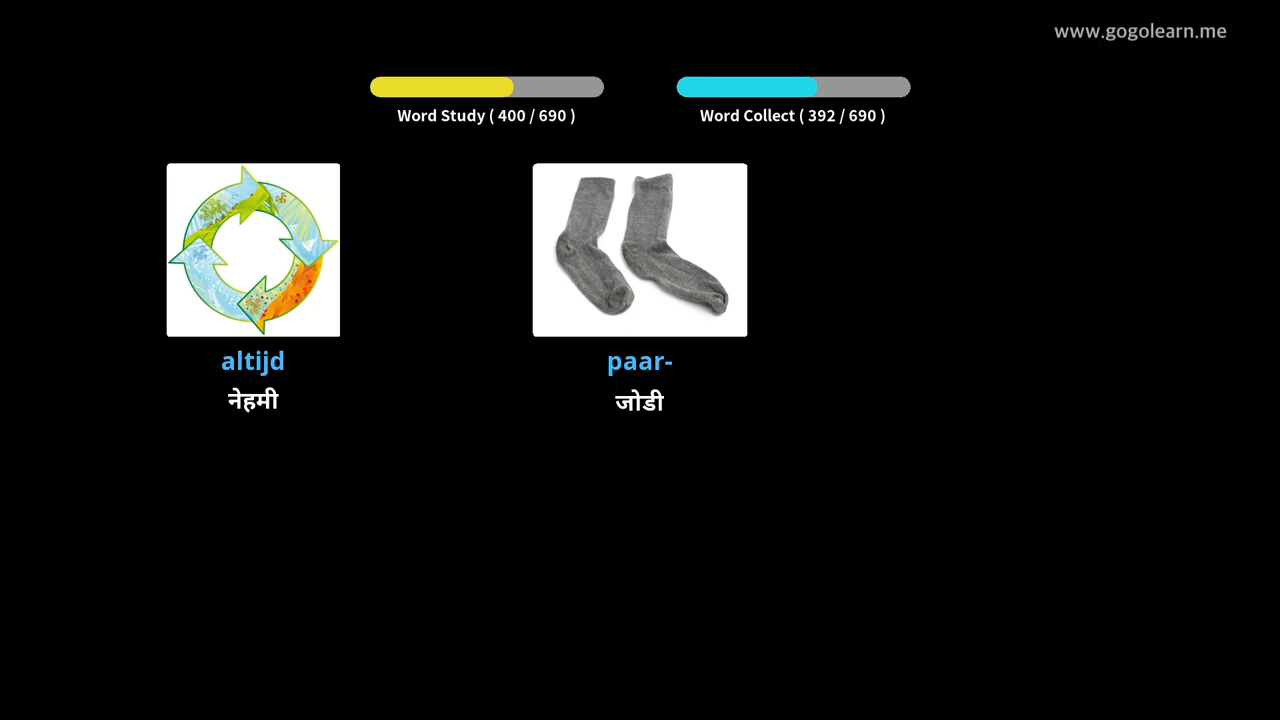 www.gogolearn.me
Word Study ( 400 / 690 )
Word Collect ( 392 / 690 )
altijd
नेहमी
paar-
जोडी